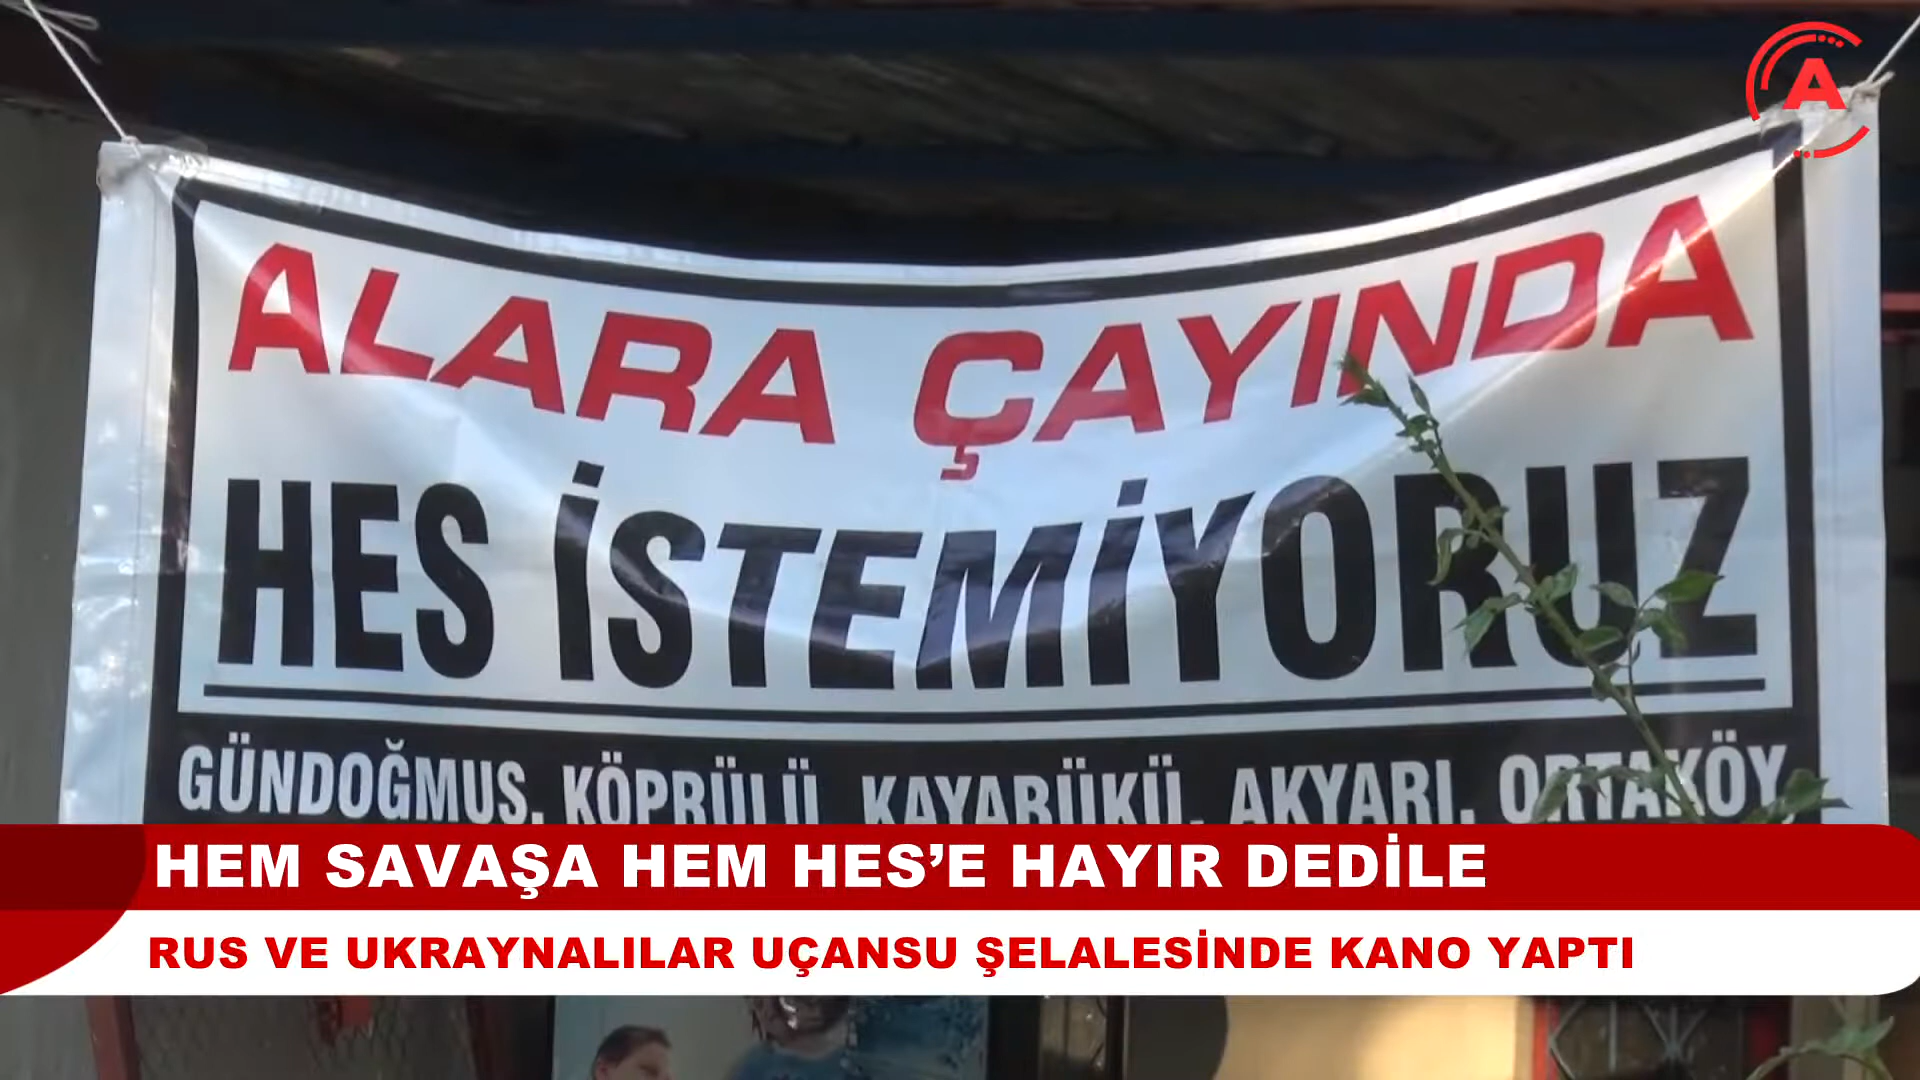 A
ALARA ÇAYINDA
HES İSTEMİYORUZ
GÜNDOĞMUŞ, KÖPRÜLÜ, KAYABÜKÜ, AKYARI, ORTAKÖY,
HEM SAVAŞA HEM HES’E HAYIR DEDİLE
RUS VE UKRAYNALILAR UÇANSU ŞELALESİNDE KANO YAPTI